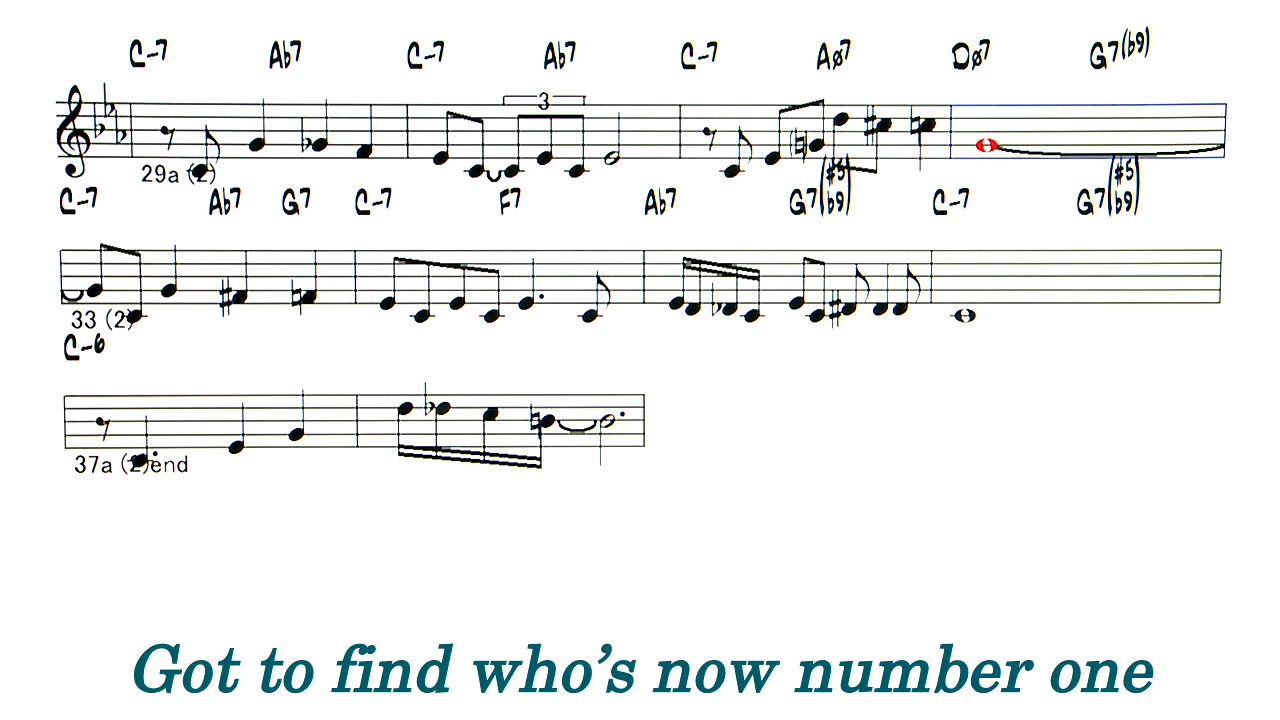 C-7 Ab7 C-7 Ab7 C-7 Aø7 Dø7 G7(b9)
3
29a (2)
C-7 Ab7 G7 C-7 F7 Ab7 G7(#5 b9) C-7 G7(#5 b9)
33 (2)
C-6
37a (2)end
Got to find who's now number one